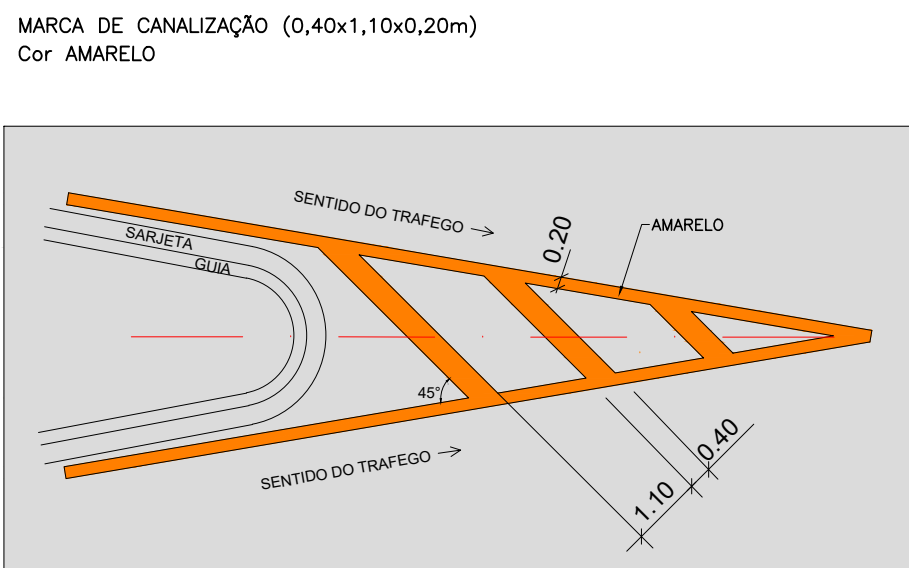 MARCA DE CANALIZAÇÃO (0,40x1,10x0,20m)
Cor AMARELO
SENTIDO DO TRAFEGO
0.20
AMARELO
SARJETA
GUIA
45°
SENTIDO DO TRAFEGO
0.40
1.10